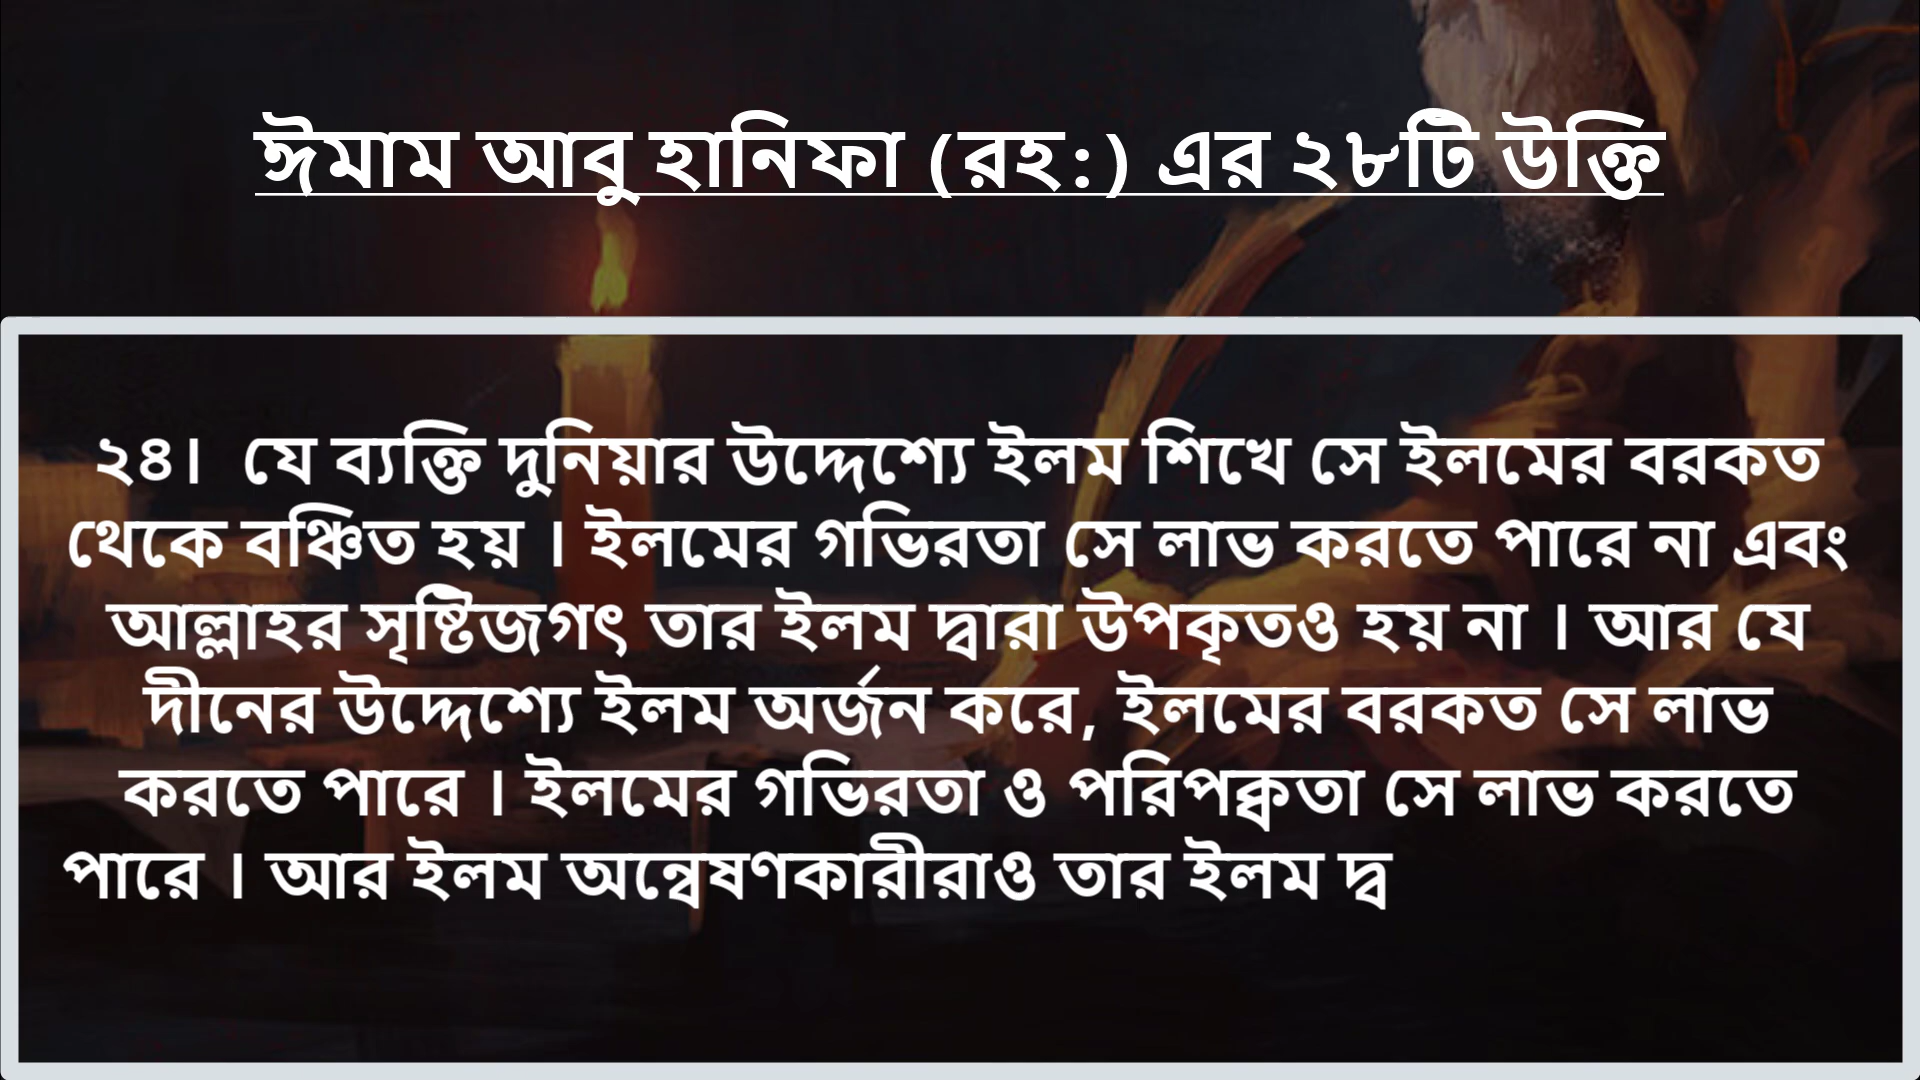 ঈমাম আবু হানিফা (রহ:) এর ২৮টি উক্তি
২৪। যে ব্যক্তি দুনিয়ার উদ্দেশ্যে ইলম শিখে সে ইলমের বরকত
থেকে বঞ্চিত হয় । ইলমের গভিরতা সে লাভ করতে পারে না এবং
আল্লাহর সৃষ্টিজগৎ তার ইলম দ্বারা উপকৃতও হয় না । আর যে
দীনের উদ্দেশ্যে ইলম অর্জন করে, ইলমের বরকত সে লাভ
করতে পারে । ইলমের গভিরতা ও পরিপক্বতা সে লাভ করতে
পারে । আর ইলম অন্বেষণকারীরাও তার ইলম দ্ব